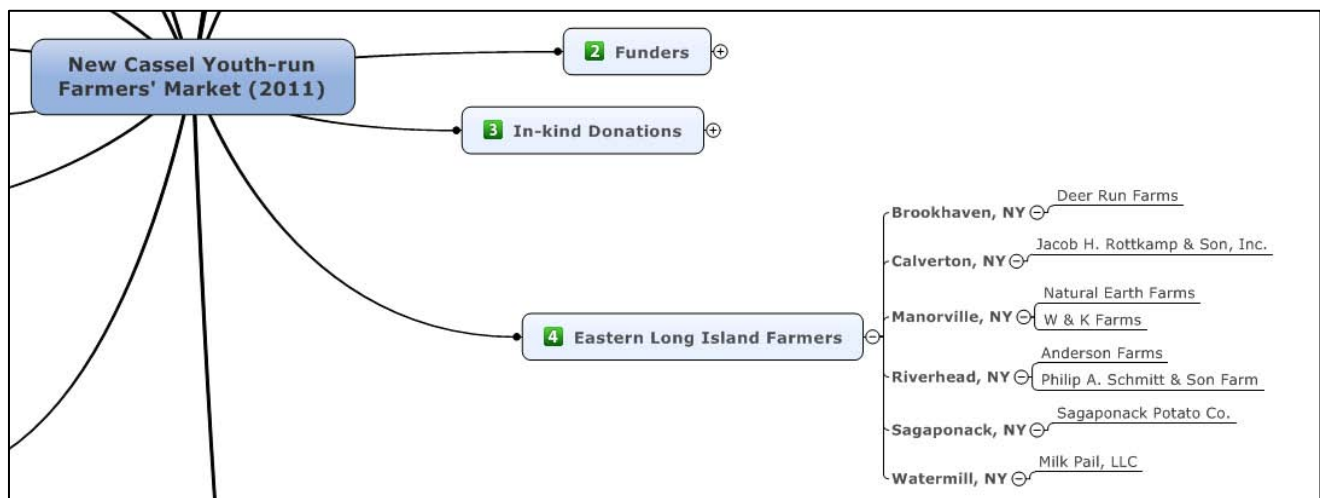 New Cassel Youth-run
Farmers' Market (2011)
2 Funders
3 In-kind Donations
4 Eastern Long Island Farmers
Brookhaven, NY
Deer Run Farms
Calverton, NY
Jacob H. Rottkamp & Son, Inc.
Manorville, NY
Natural Earth Farms
W & K Farms
Riverhead, NY
Anderson Farms
Philip A. Schmitt & Son Farm
Sagaponack, NY
Sagaponack Potato Co.
Watermill, NY
Milk Pail, LLC